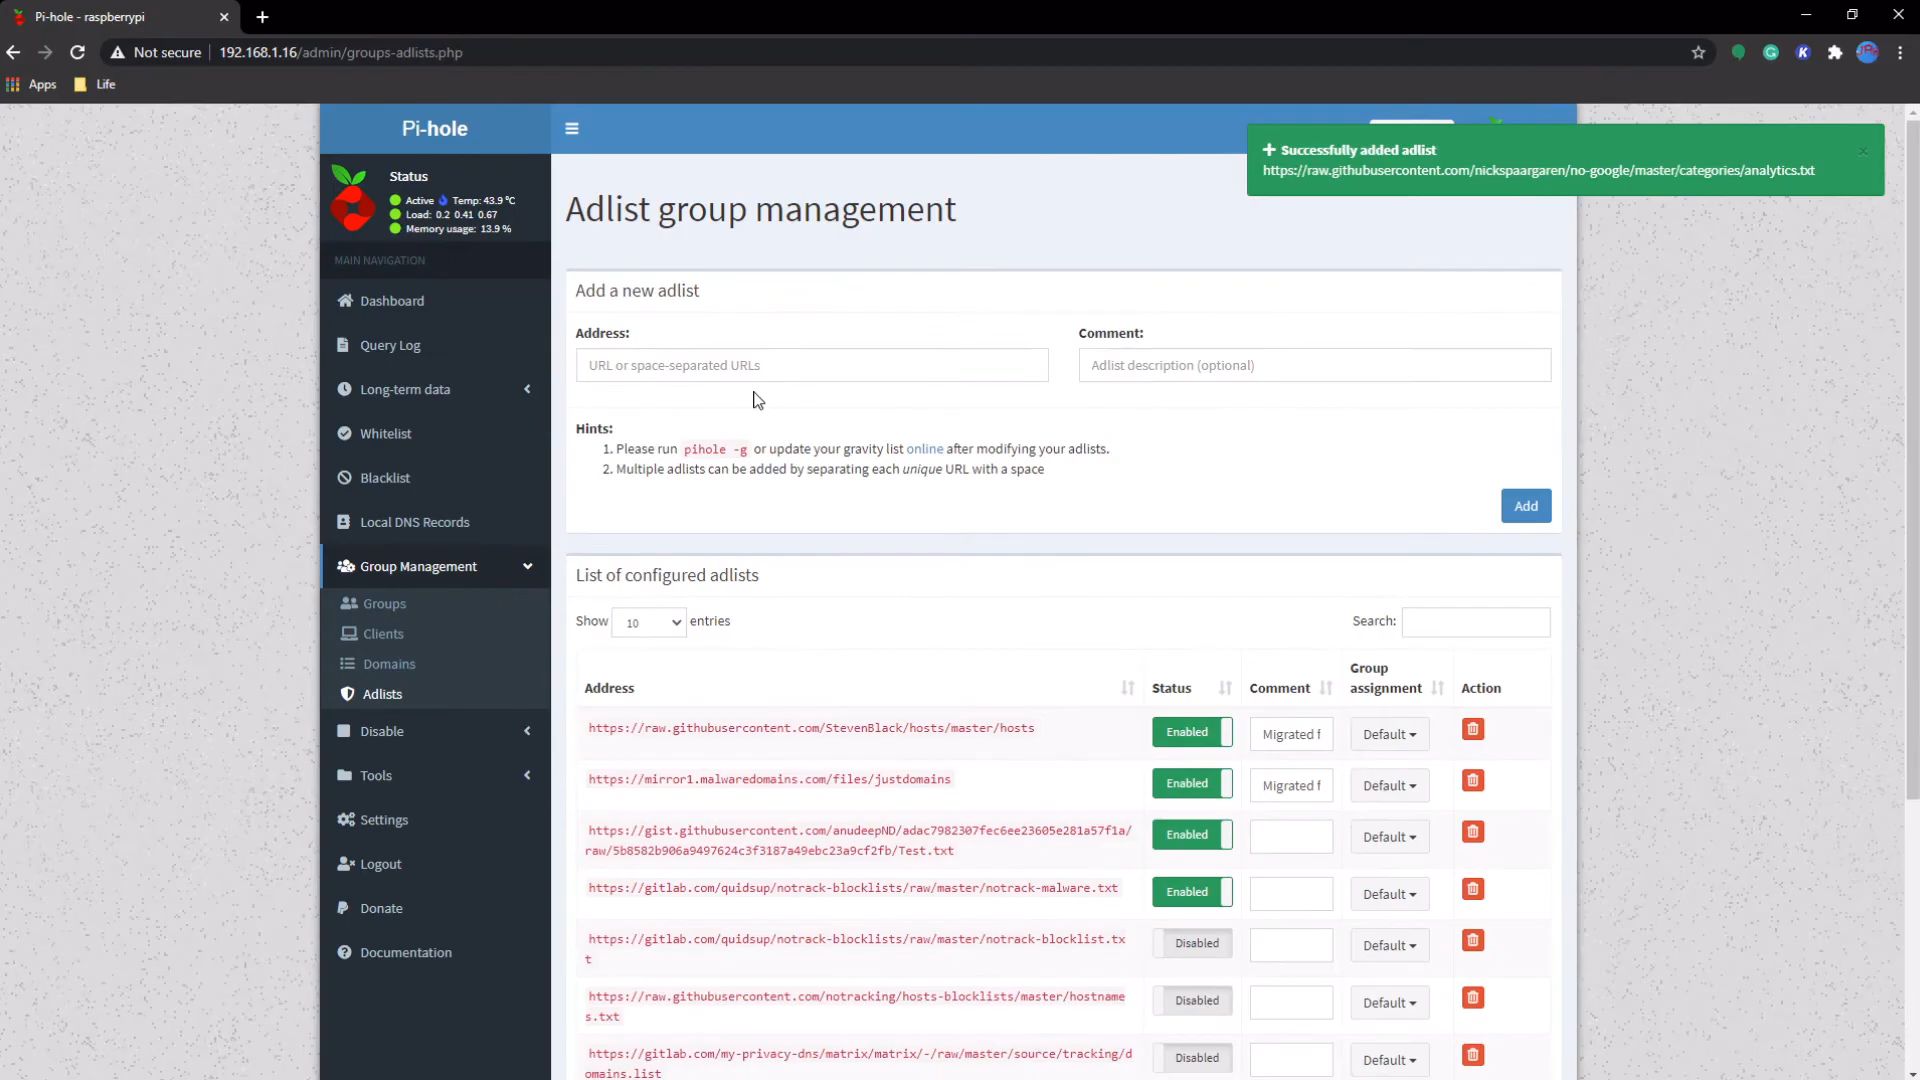 Pi-hole - raspberrypi
Not secure
192.168.1.16/admin/groups-adlists.php
Apps
Life
Pi-hole
Successfully added adlist
https://raw.githubusercontent.com/nickspaargaren/no-google/master/categories/analytics.txt
Status
Active Temp: 43.9 °C
Load: 0.2 0.41 0.67
Memory usage: 13.9 %
MAIN NAVIGATION
Dashboard
Query Log
Long-term data
Whitelist
Blacklist
Local DNS Records
Group Management
Groups
Clients
Domains
Adlists
Disable
Tools
Settings
Logout
Donate
Documentation
Adlist group management
Add a new adlist
Address:
Comment:
URL or space-separated URLs
Adlist description (optional)
Hints:
1. Please run pihole -g or update your gravity list online after modifying your adlists.
2. Multiple adlists can be added by separating each unique URL with a space
Add
List of configured adlists
Show 10 entries
Search:
Address
Status
Comment
Group
assignment
Action
https://raw.githubusercontent.com/StevenBlack/hosts/master/hosts
Enabled
Migrated f
Default
https://mirror1.malwaredomains.com/files/justdomains
Enabled
Migrated f
Default
https://gist.githubusercontent.com/anudeepND/adac7982307fec6ee23605e281a57f1a/
raw/5b8582b906a9497624c3f3187a49ebc23a9cf2fb/Test.txt
Enabled
Default
https://gitlab.com/quidsup/notrack-blocklists/raw/master/notrack-malware.txt
Enabled
Default
https://gitlab.com/quidsup/notrack-blocklists/raw/master/notrack-blocklist.tx
t
Disabled
Default
https://raw.githubusercontent.com/notracking/hosts-blocklists/master/hostname
s.txt
Disabled
Default
https://gitlab.com/my-privacy-dns/matrix/matrix/-/raw/master/source/tracking/d
omains.list
Disabled
Default